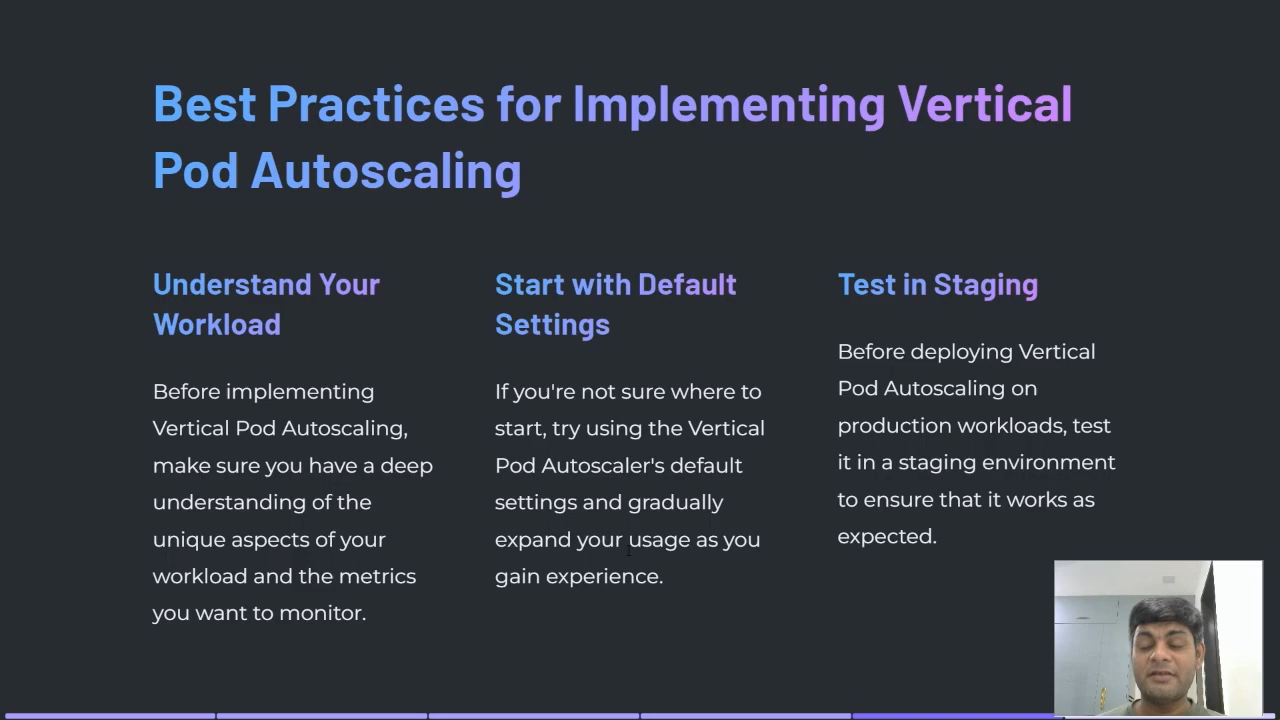 Best Practices for Implementing Vertical
Pod Autoscaling
Understand Your
Workload
Before implementing
Vertical Pod Autoscaling,
make sure you have a deep
understanding of the
unique aspects of your
workload and the metrics
you want to monitor.
Start with Default
Settings
If you're not sure where to
start, try using the Vertical
Pod Autoscaler's default
settings and gradually
expand your usage as you
gain experience.
Test in Staging
Before deploying Vertical
Pod Autoscaling on
production workloads, test
it in a staging environment
to ensure that it works as
expected.